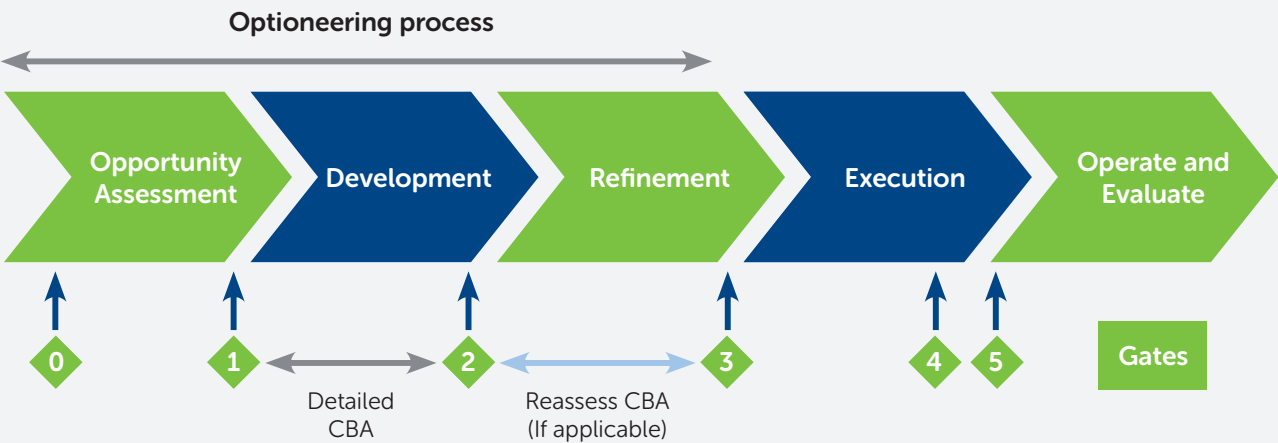 Optioneering process
Opportunity
Assessment
Development
Refinement
Execution
Operate and
Evaluate
0
1
2
3
4
5
Gates
Detailed
CBA
Reassess CBA
(If applicable)